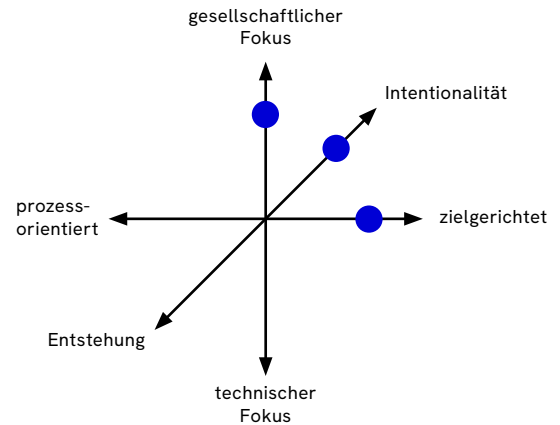 gesellschaftlicher
Fokus
Intentionalität
prozess-
orientiert
zielgerichtet
Entstehung
technischer
Fokus